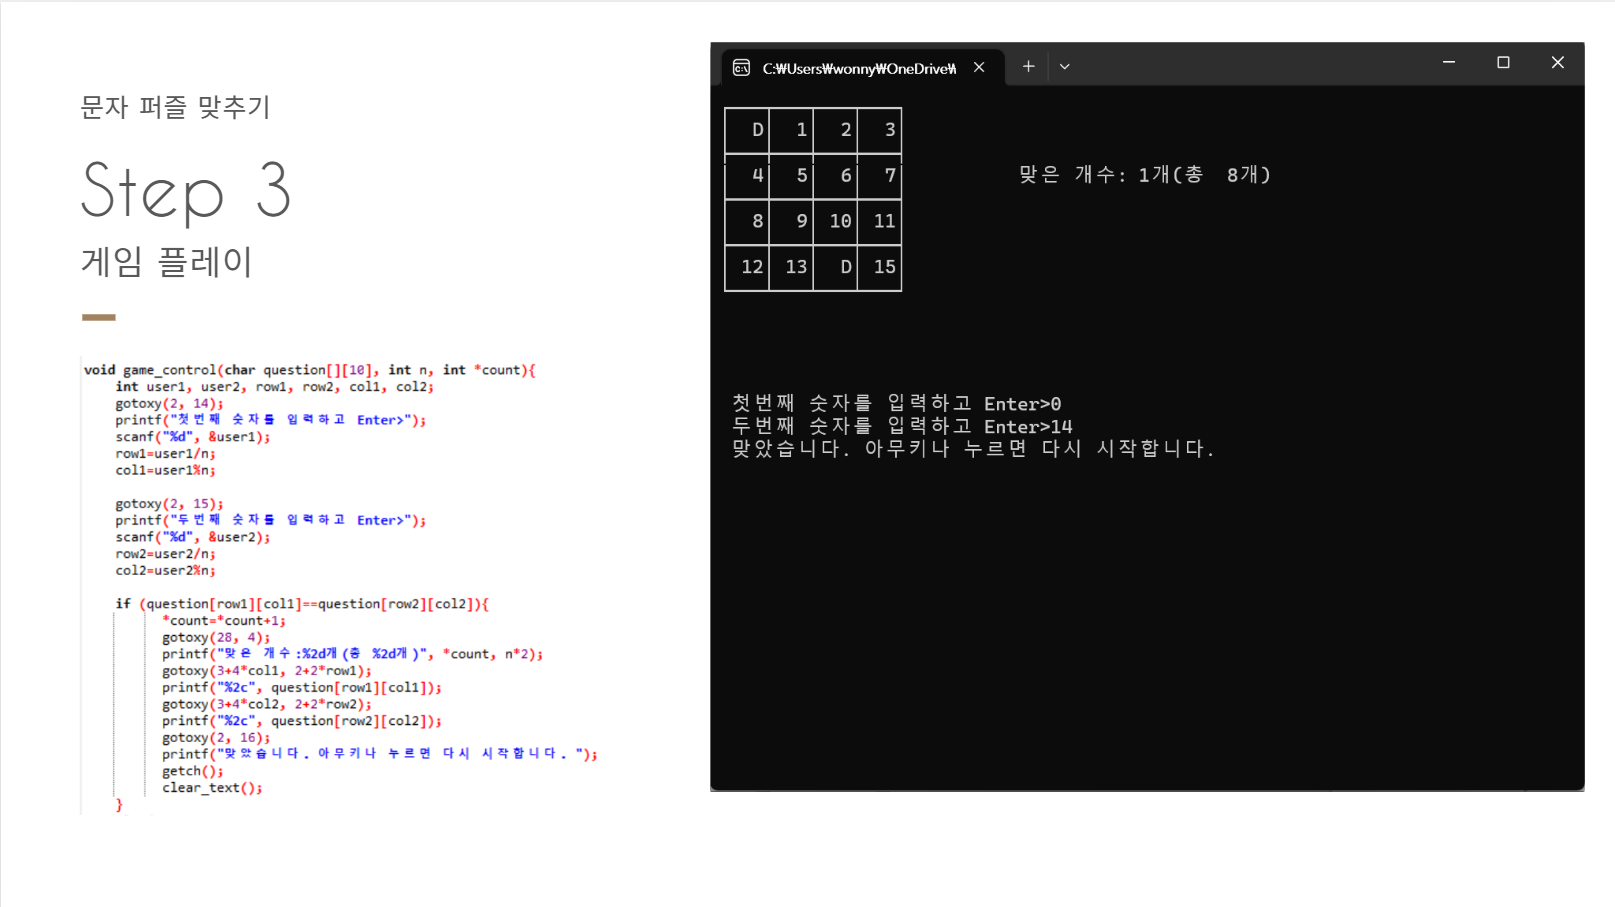 문자 퍼즐 맞추기
Step 3
게임 플레이
void game_control(char question[][10], int n, int *count){
int user1, user2, row1, row2, col1, col2;
gotoxy(2, 14);
printf("첫번째 숫자를 입력하고 Enter>");
scanf("%d", &user1);
row1=user1/n;
col1=user1%n;
gotoxy(2, 15);
printf("두번째 숫자를 입력하고 Enter>");
scanf("%d", &user2);
row2=user2/n;
col2=user2%n;
if (question[row1][col1]==question[row2][col2]){
*count=*count+1;
gotoxy(28, 4);
printf("맞은 개수:%2d개(총 %2d개)", *count, n*2);
gotoxy(3+4*col1, 2+2*row1);
printf("%2c", question[row1][col1]);
gotoxy(3+4*col2, 2+2*row2);
printf("%2c", question[row2][col2]);
gotoxy(2, 16);
printf("맞았습니다. 아무키나 누르면 다시 시작합니다. ");
getch();
clear_text();
}
C:₩Users₩wonny₩OneDrive₩
D 1 2 3
4 5 6 7
8 9 10 11
12 13 D 15
맞은 개수: 1개(총 8개)
첫번째 숫자를 입력하고 Enter>0
두번째 숫자를 입력하고 Enter>14
맞았습니다. 아무키나 누르면 다시 시작합니다.